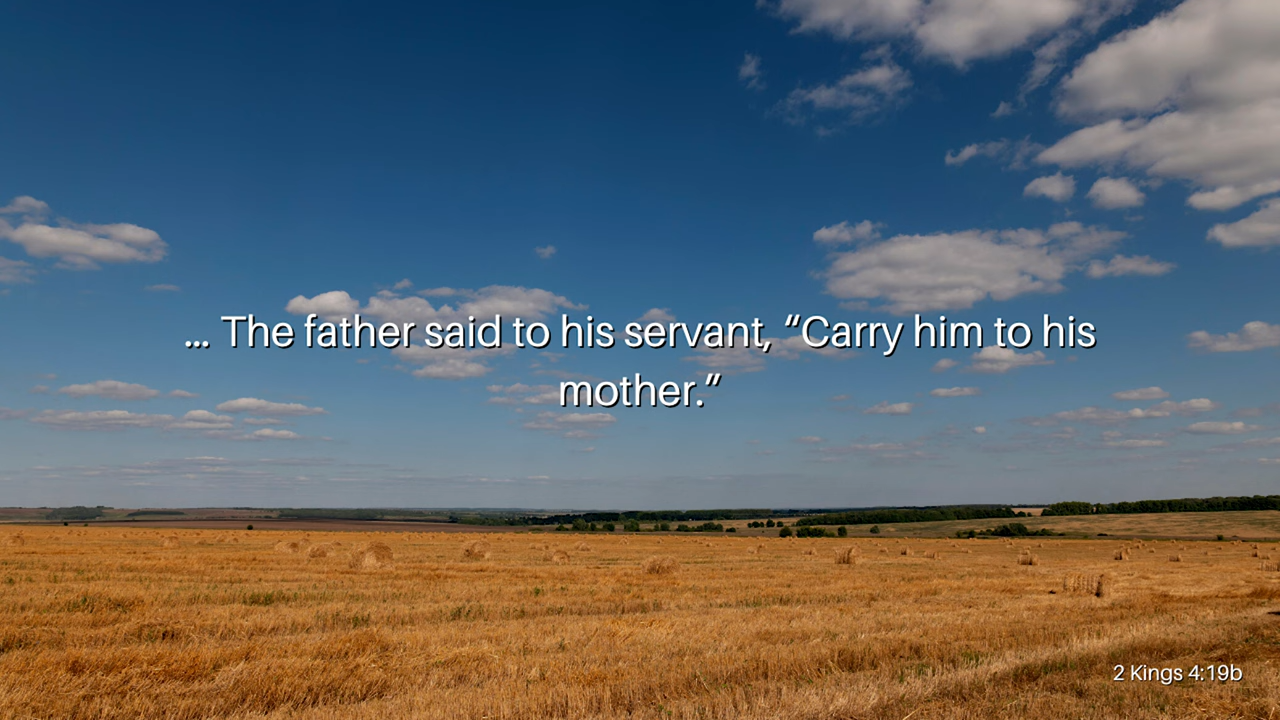 ... The father said to his servant, “Carry him to his
mother.”
2 Kings 4:19b